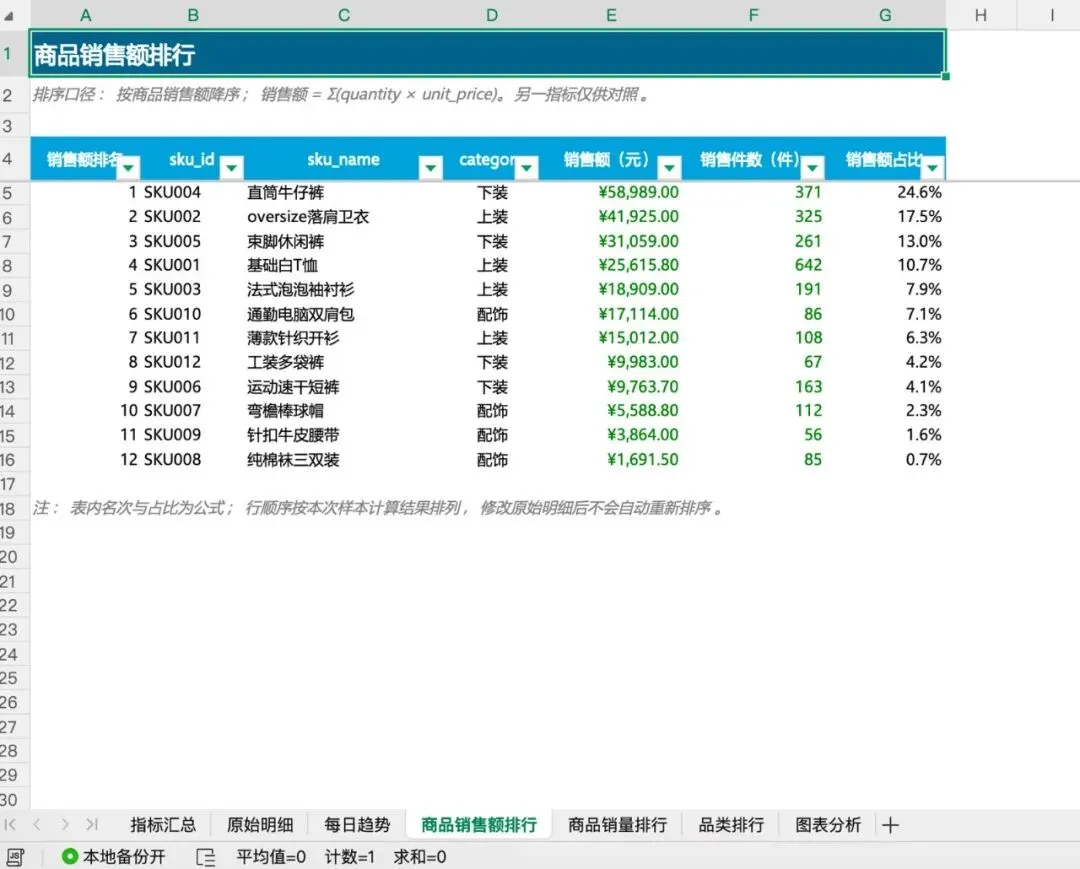 A B C D E F G H I
1 商品销售额排行
2 排序口径： 按商品销售额降序； 销售额 = Σ(quantity × unit_price)。另一指标仅供对照。
3
4 销售额排名 sku_id sku_name categor 销售额（元） 销售件数（件） 销售额占比
5 1 SKU004 直筒牛仔裤 下装 ¥58,989.00 371 24.6%
6 2 SKU002 oversize落肩卫衣 上装 ¥41,925.00 325 17.5%
7 3 SKU005 束脚休闲裤 下装 ¥31,059.00 261 13.0%
8 4 SKU001 基础白T恤 上装 ¥25,615.80 642 10.7%
9 5 SKU003 法式泡泡袖衬衫 上装 ¥18,909.00 191 7.9%
10 6 SKU010 通勤电脑双肩包 配饰 ¥17,114.00 86 7.1%
11 7 SKU011 薄款针织开衫 上装 ¥15,012.00 108 6.3%
12 8 SKU012 工装多袋裤 下装 ¥9,983.00 67 4.2%
13 9 SKU006 运动速干短裤 下装 ¥9,763.70 163 4.1%
14 10 SKU007 弯檐棒球帽 配饰 ¥5,588.80 112 2.3%
15 11 SKU009 针扣牛皮腰带 配饰 ¥3,864.00 56 1.6%
16 12 SKU008 纯棉袜三双装 配饰 ¥1,691.50 85 0.7%
17
18 注： 表内名次与占比为公式； 行顺序按本次样本计算结果排列， 修改原始明细后不会自动重新排序。
19
20
21
22
23
24
25
26
27
28
29
30
指标汇总 原始明细 每日趋势 商品销售额排行 商品销量排行 品类排行 图表分析 +
本地备份开 平均值=0 计数=1 求和=0